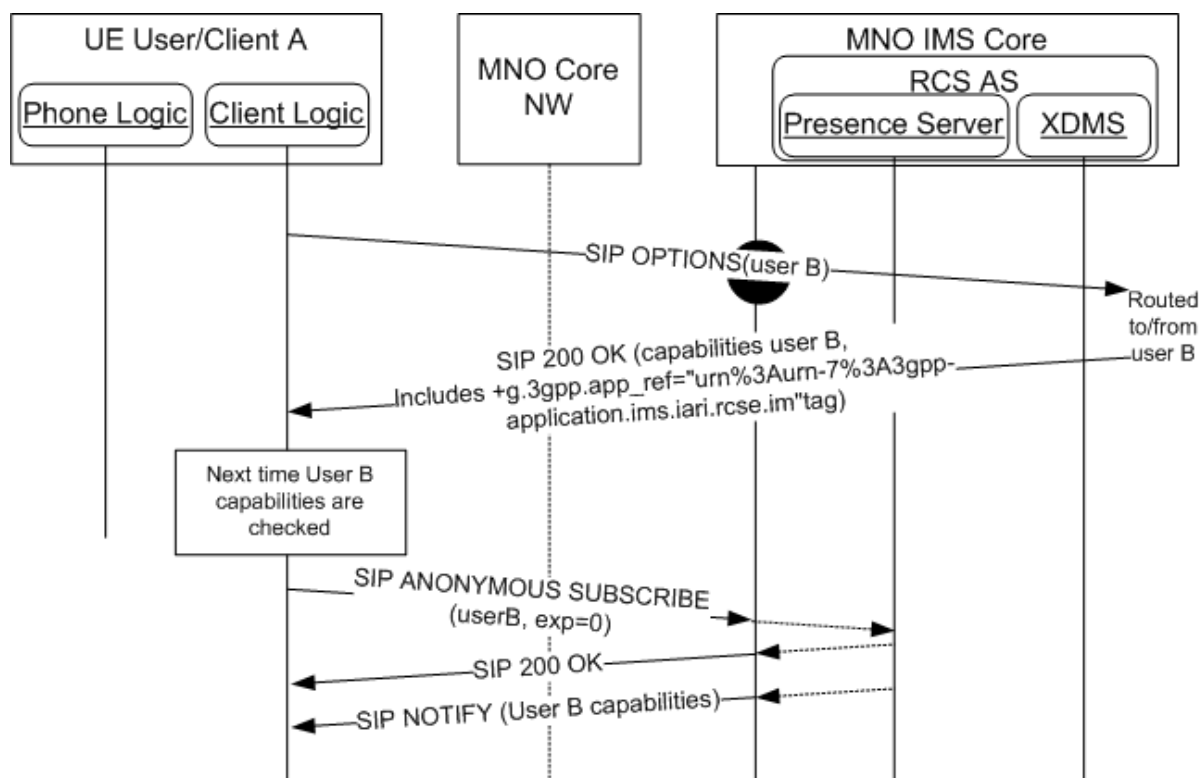 UE User/Client A
Phone Logic
Client Logic
MNO Core
NW
MNO IMS Core
RCS AS
Presence Server
XDMS
SIP OPTIONS(user B)
Routed
to/from
user B
SIP 200 OK (capabilities user B,
Includes +g.3gpp.app_ref="urn%3Aurn-7%3A3gpp-
application.ims.iari.rcse.im"tag)
Next time User B
capabilities are
checked
SIP ANONYMOUS SUBSCRIBE
(userB, exp=0)
SIP 200 OK
SIP NOTIFY (User B capabilities)